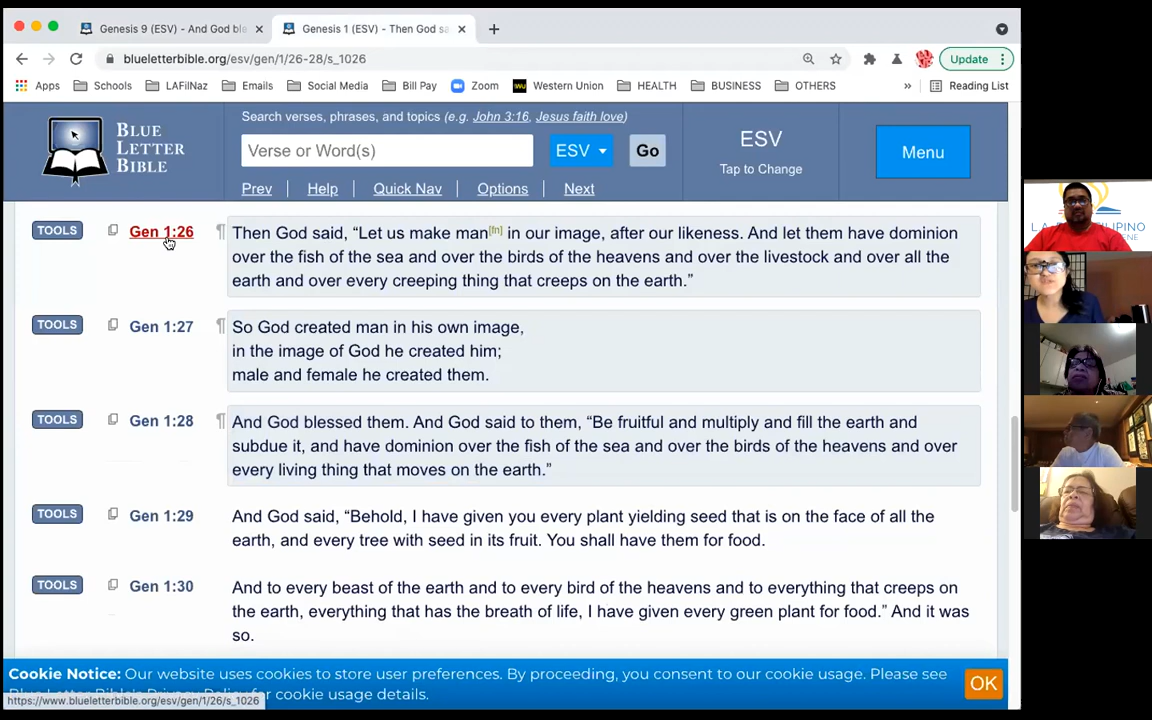 Genesis 9 (ESV) - And God ble
Genesis 1 (ESV) - Then God sa
blueletterbible.org/esv/gen/1/26-28/s_1026
Update
Apps
Schools
LAFilNaz
Emails
Social Media
Bill Pay
Zoom
Western Union
HEALTH
BUSINESS
OTHERS
»
Reading List
BLUE
LETTER
BIBLE
Search verses, phrases, and topics (e.g. John 3:16, Jesus faith love)
Verse or Word(s)
ESV
Go
Prev | Help | Quick Nav | Options | Next
ESV
Tap to Change
Menu
TOOLS Gen 1:26 ¶ Then God said, “Let us make man[fn] in our image, after our likeness. And let them have dominion
over the fish of the sea and over the birds of the heavens and over the livestock and over all the
earth and over every creeping thing that creeps on the earth.”
TOOLS Gen 1:27 ¶ So God created man in his own image,
in the image of God he created him;
male and female he created them.
TOOLS Gen 1:28 ¶ And God blessed them. And God said to them, “Be fruitful and multiply and fill the earth and
subdue it, and have dominion over the fish of the sea and over the birds of the heavens and over
every living thing that moves on the earth.”
TOOLS Gen 1:29 And God said, “Behold, I have given you every plant yielding seed that is on the face of all the
earth, and every tree with seed in its fruit. You shall have them for food.
TOOLS Gen 1:30 And to every beast of the earth and to every bird of the heavens and to everything that creeps on
the earth, everything that has the breath of life, I have given every green plant for food.” And it was
so.
Cookie Notice: Our website uses cookies to store user preferences. By proceeding, you consent to our cookie usage. Please see
Blue Letter Bible's Privacy Policy for cookie usage details.
OK
https://www.blueletterbible.org/esv/gen/1/26/s_1026